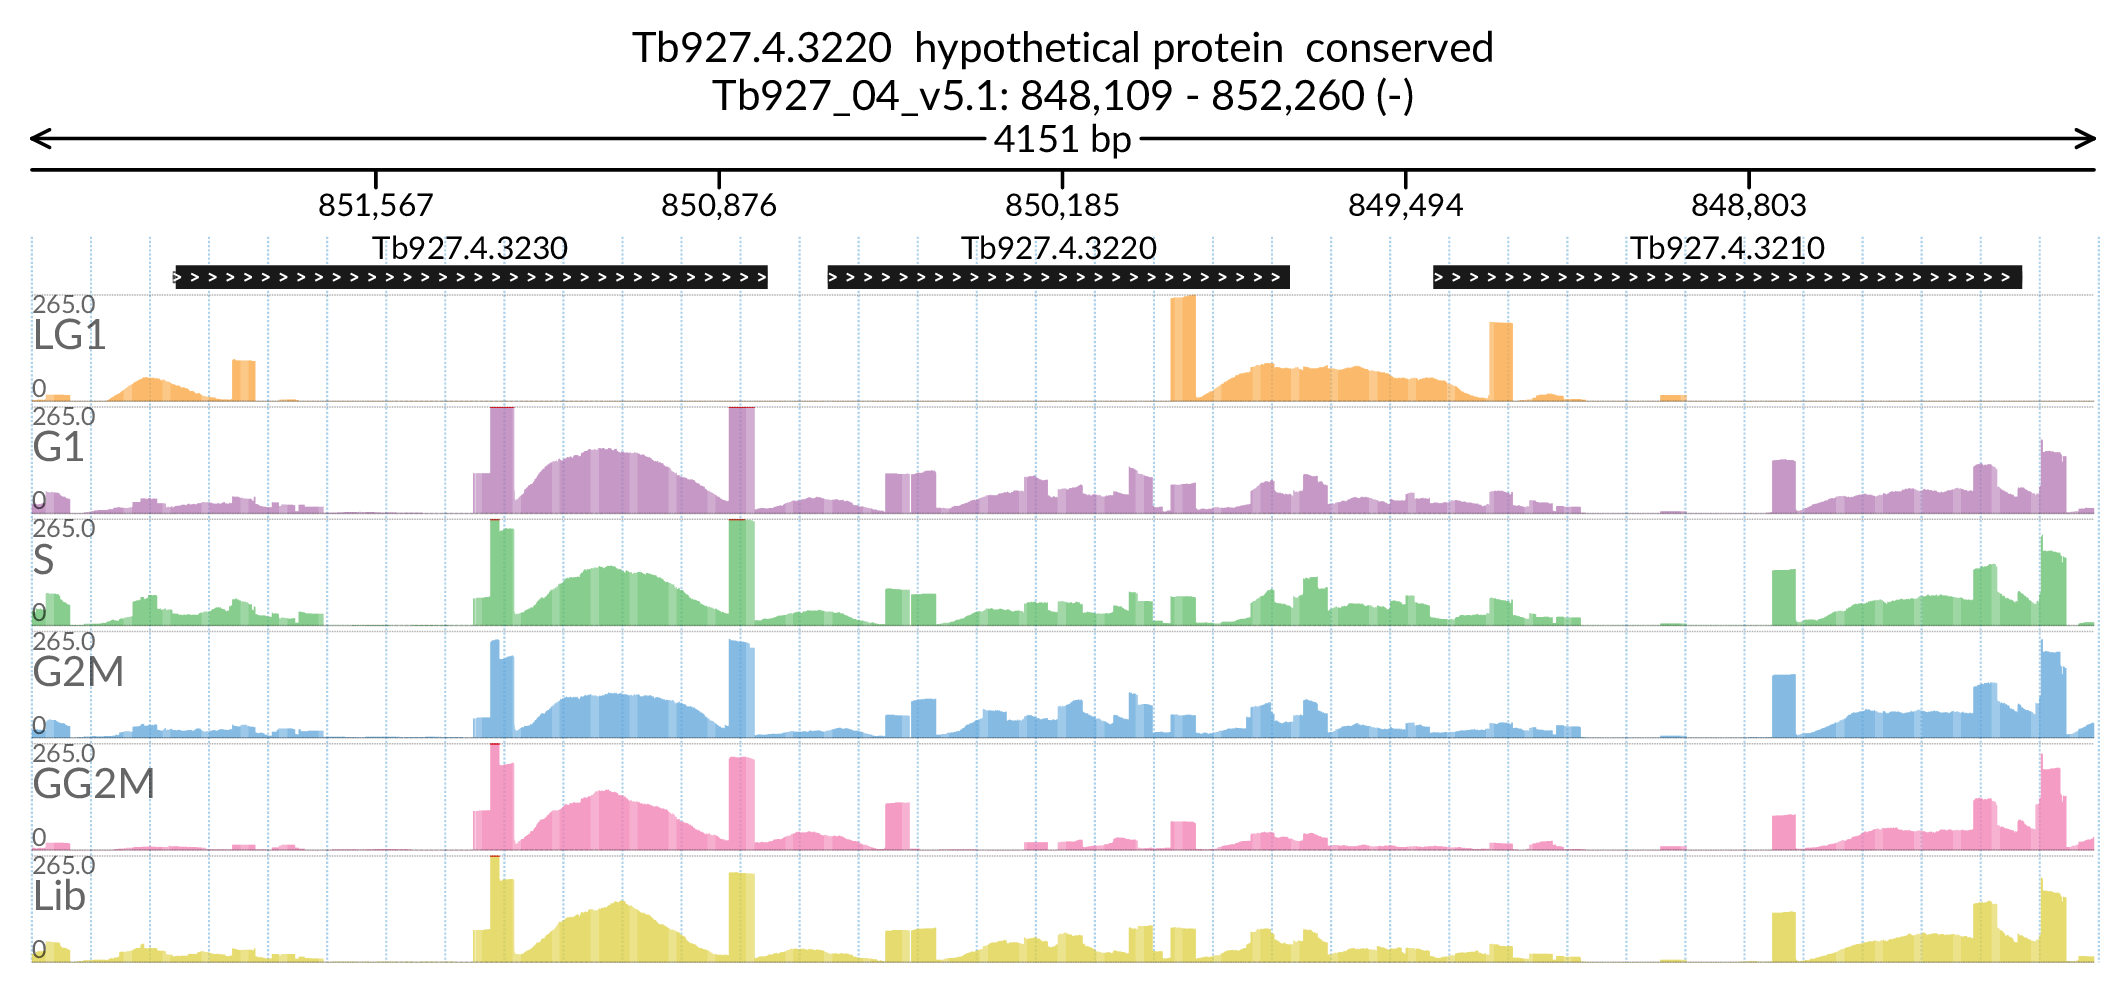 Tb927.4.3220  hypothetical protein  conserved
Tb927_04_v5.1: 848,109 - 852,260 (-)
4151 bp
851,567 850,876 850,185 849,494 848,803
Tb927.4.3230 Tb927.4.3220 Tb927.4.3210
265.0
LG1
0
265.0
G1
0
265.0
S
0
265.0
G2M
0
265.0
GG2M
0
265.0
Lib
0